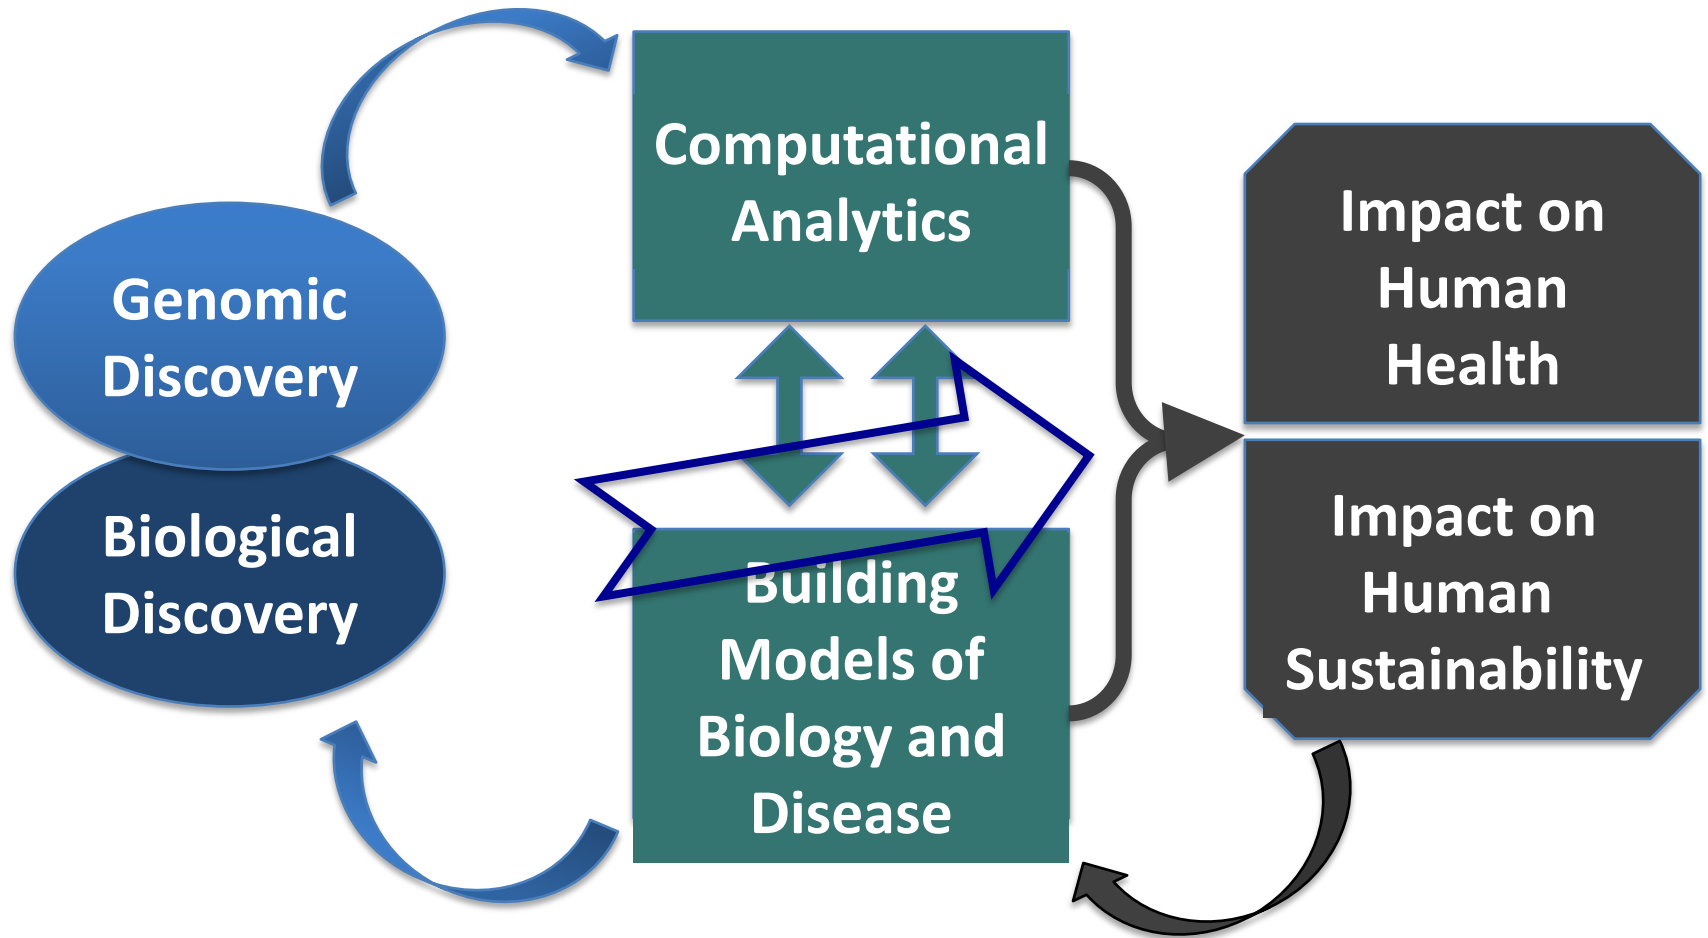 Genomic
Discovery
Biological
Discovery
Computational
Analytics
Building
Models of
Biology and
Disease
Impact on
Human
Health
Impact on
Human
Sustainability